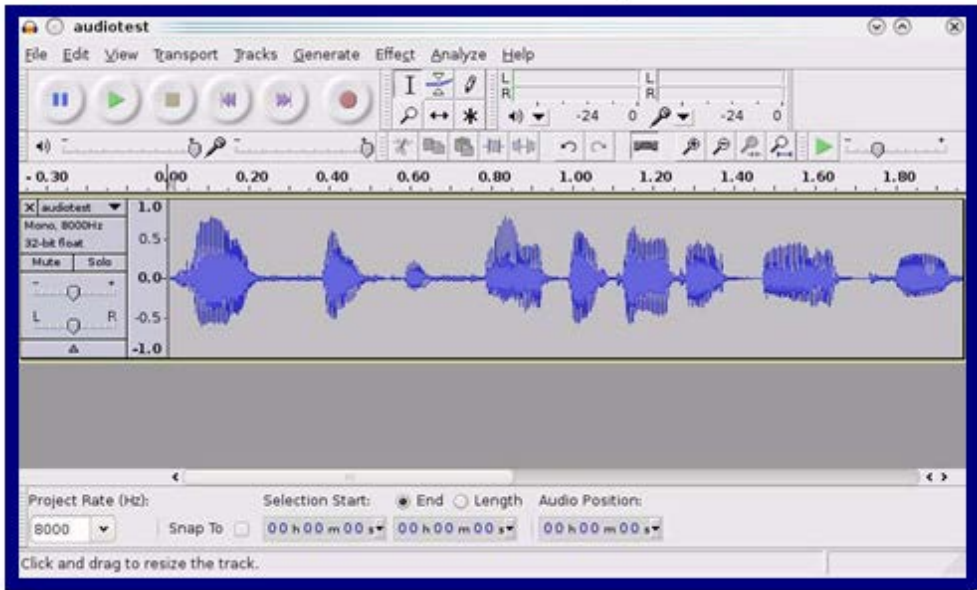 audiotest
File Edit View Transport Tracks Generate Effect Analyze Help
L
R
L
R
-24 0 -24 0
- 0.30 0.00 0.20 0.40 0.60 0.80 1.00 1.20 1.40 1.60 1.80
audiotest
Mono, 8000Hz
32-bit float
Mute Solo
- +
L R
1.0
0.5
0.0
-0.5
-1.0
Project Rate (Hz): Selection Start: End Length Audio Position:
8000 Snap To 00 h 00 m 00 s 00 h 00 m 00 s 00 h 00 m 00 s
Click and drag to resize the track.